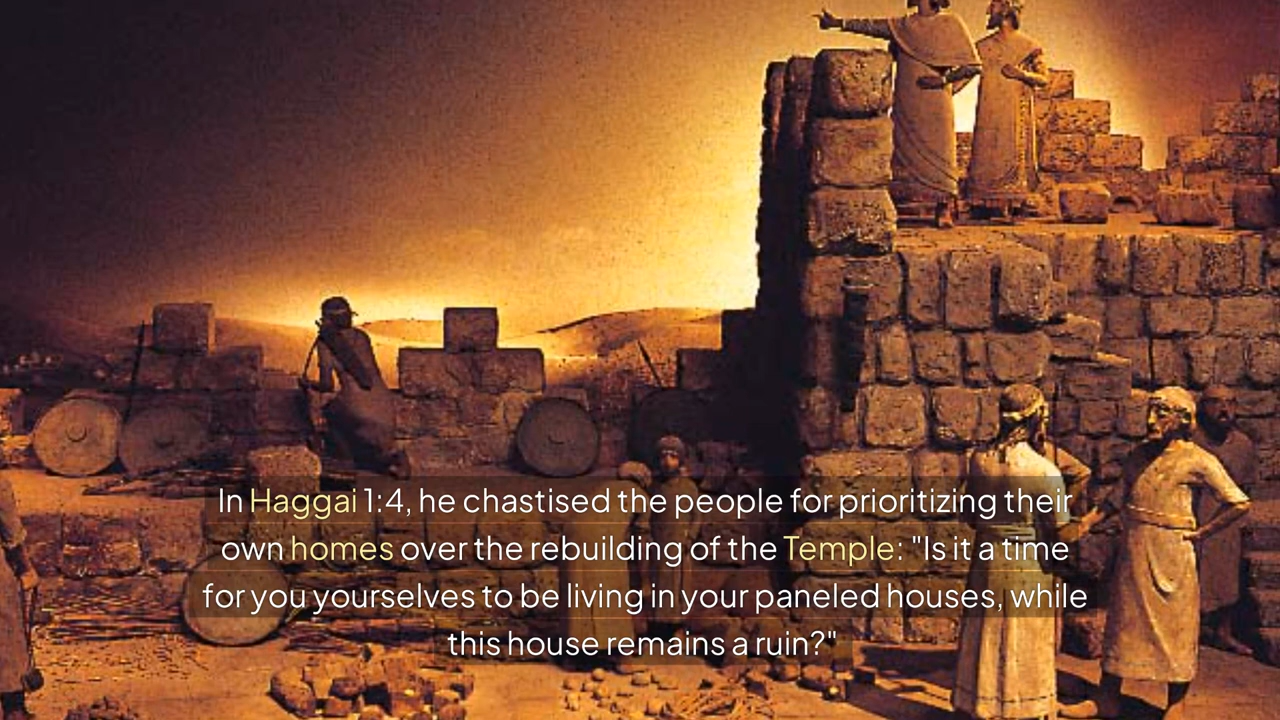 In Haggai 1:4, he chastised the people for prioritizing their
own homes over the rebuilding of the Temple: "Is it a time
for you yourselves to be living in your paneled houses, while
this house remains a ruin?"